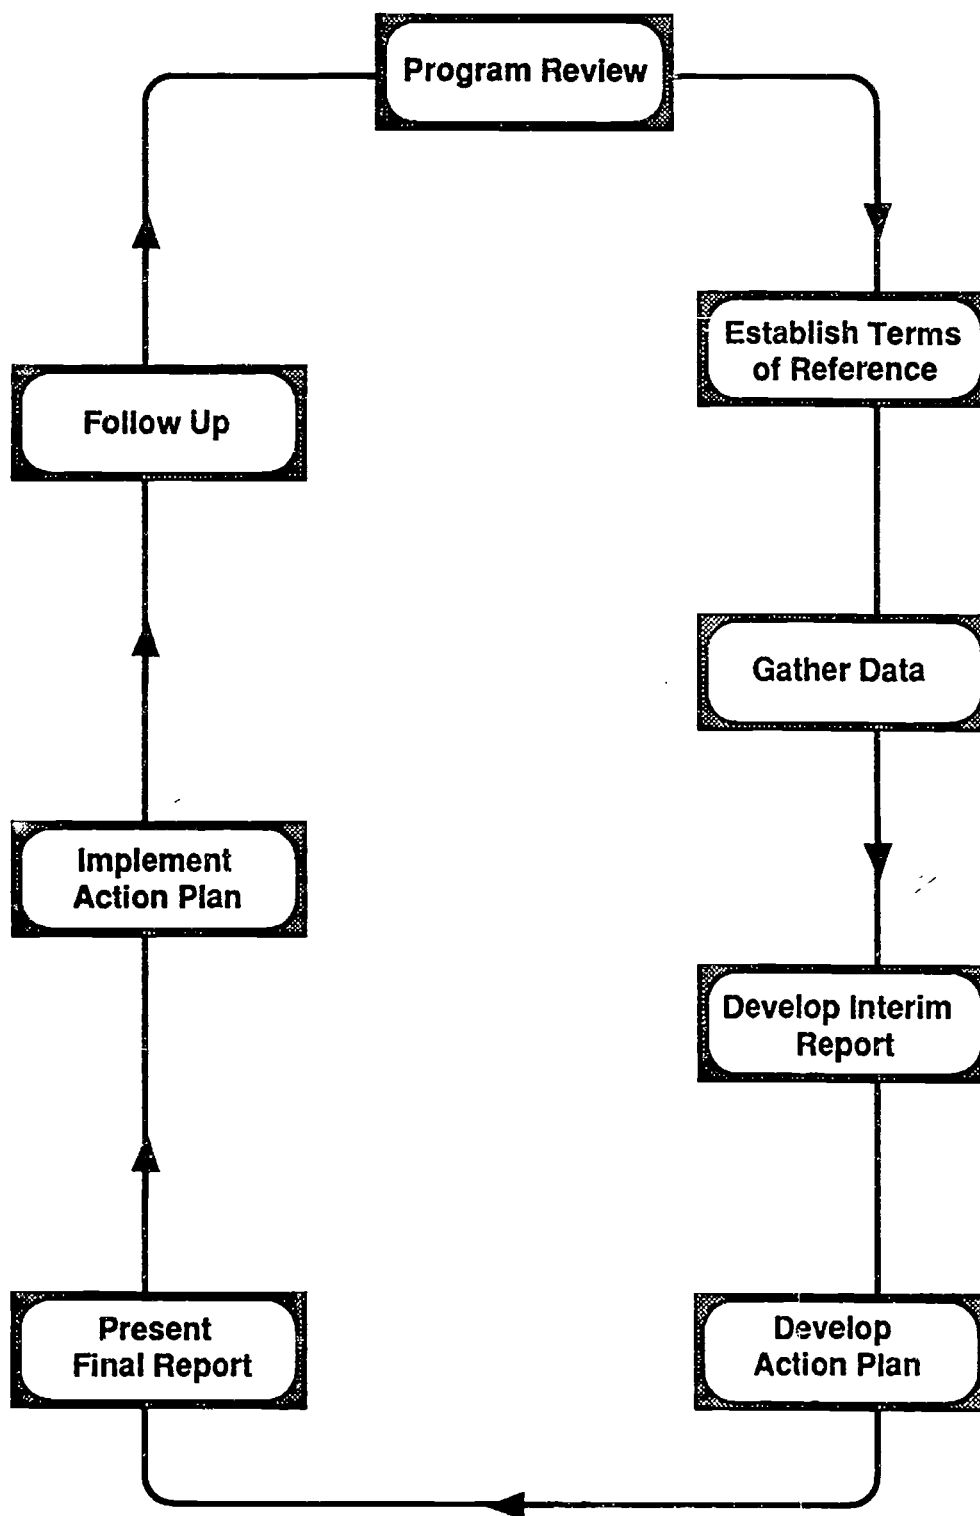 Program Review
Establish Terms
of Reference
Follow Up
Gather Data
Implement
Action Plan
Develop Interim
Report
Present
Final Report
Develop
Action Plan